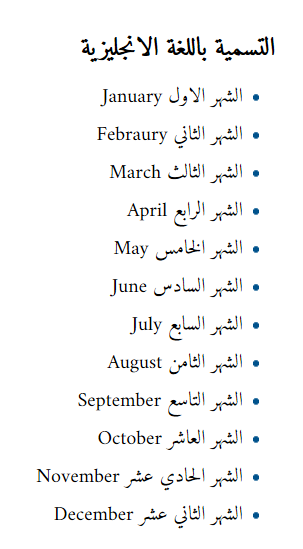 التسمية باللغة الانجليزية
الشهر الاول January
الشهر الثاني Febraury
الشهر الثالث March
الشهر الرابع April
الشهر الخامس May
الشهر السادس June
الشهر السابع July
الشهر الثامن August
الشهر التاسع September
الشهر العاشر October
الشهر الحادي عشر November
الشهر الثاني عشر December